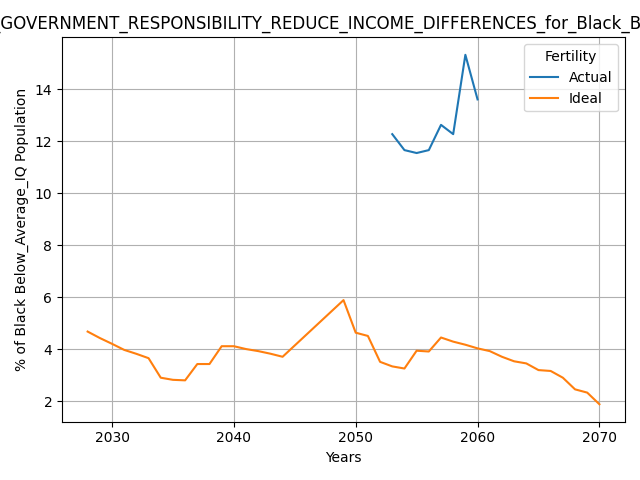 _GOVERNMENT_RESPONSIBILITY_REDUCE_INCOME_DIFFERENCES_for_Black_B
Fertility
Actual
Ideal
% of Black Below_Average_IQ Population
14
12
10
8
6
4
2
2030 2040 2050 2060 2070
Years